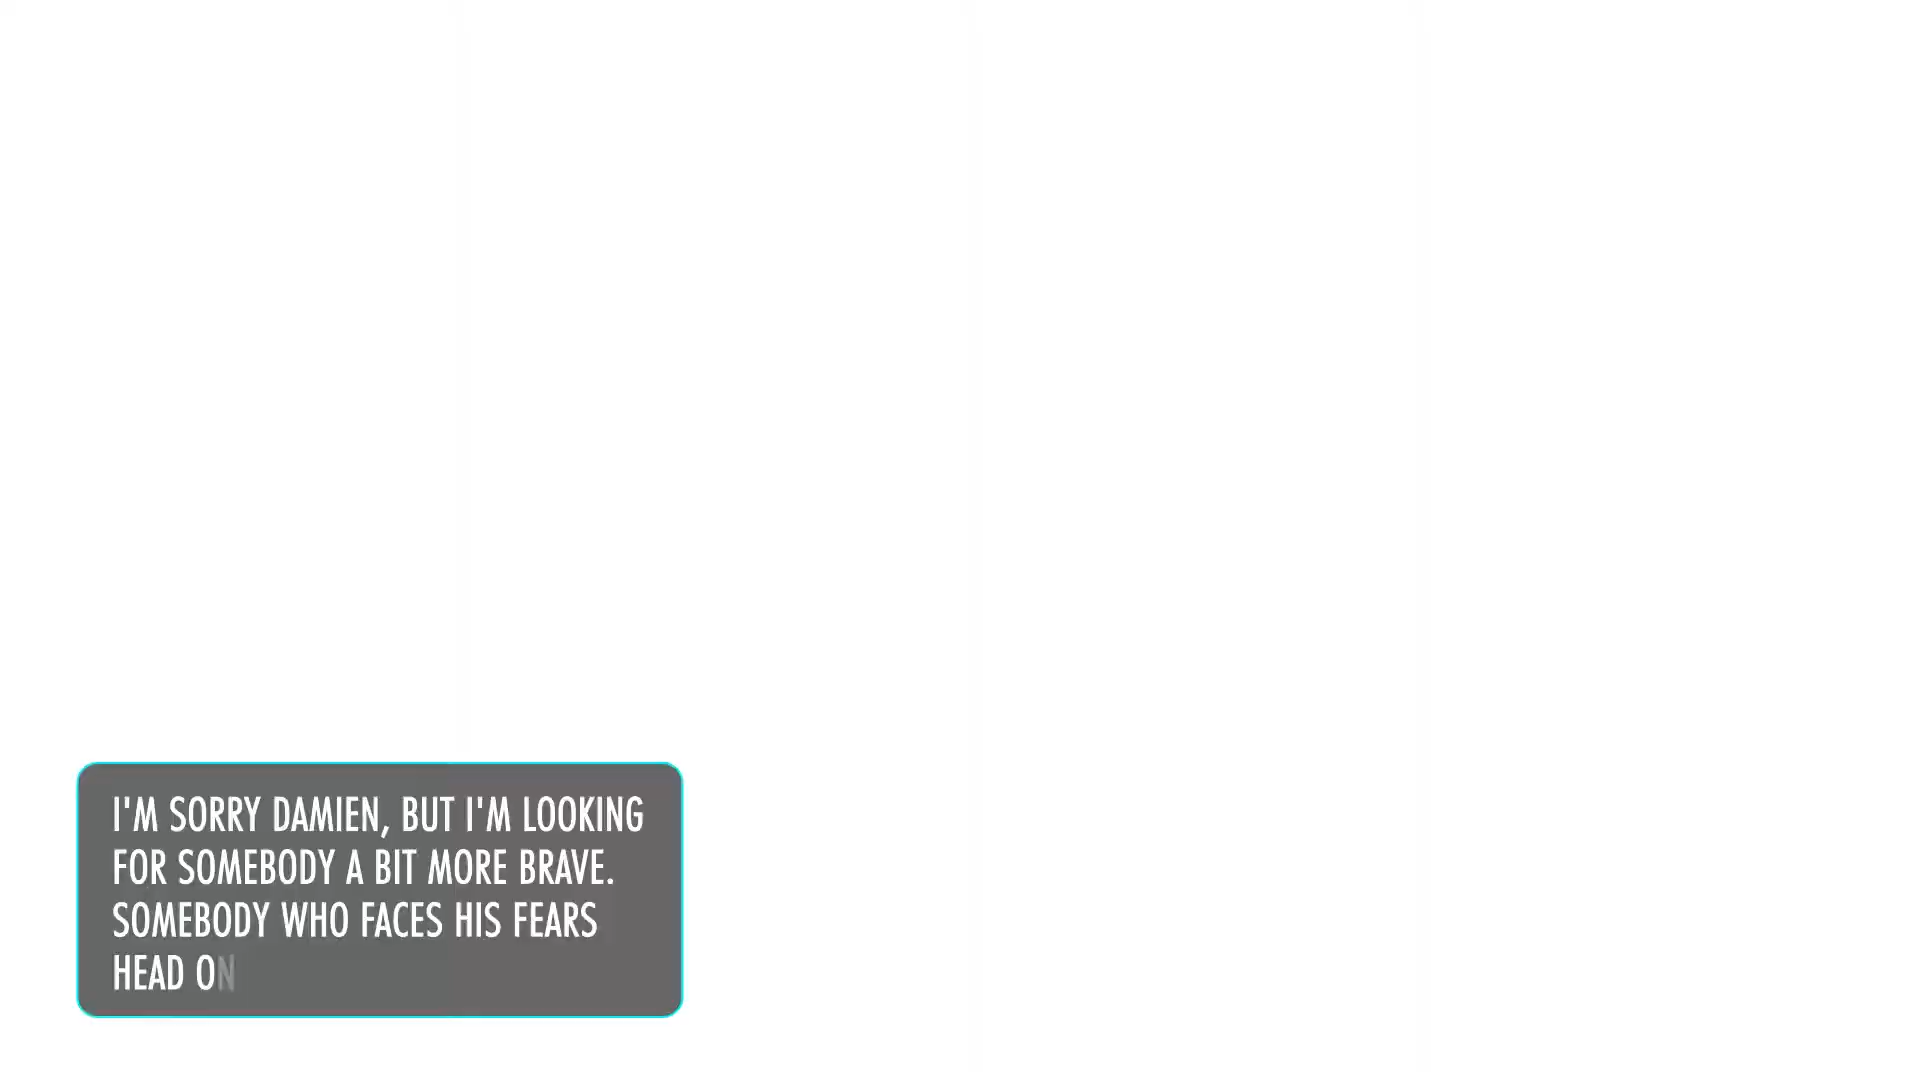 I'M SORRY DAMIEN, BUT I'M LOOKING
FOR SOMEBODY A BIT MORE BRAVE.
SOMEBODY WHO FACES HIS FEARS
HEAD ON